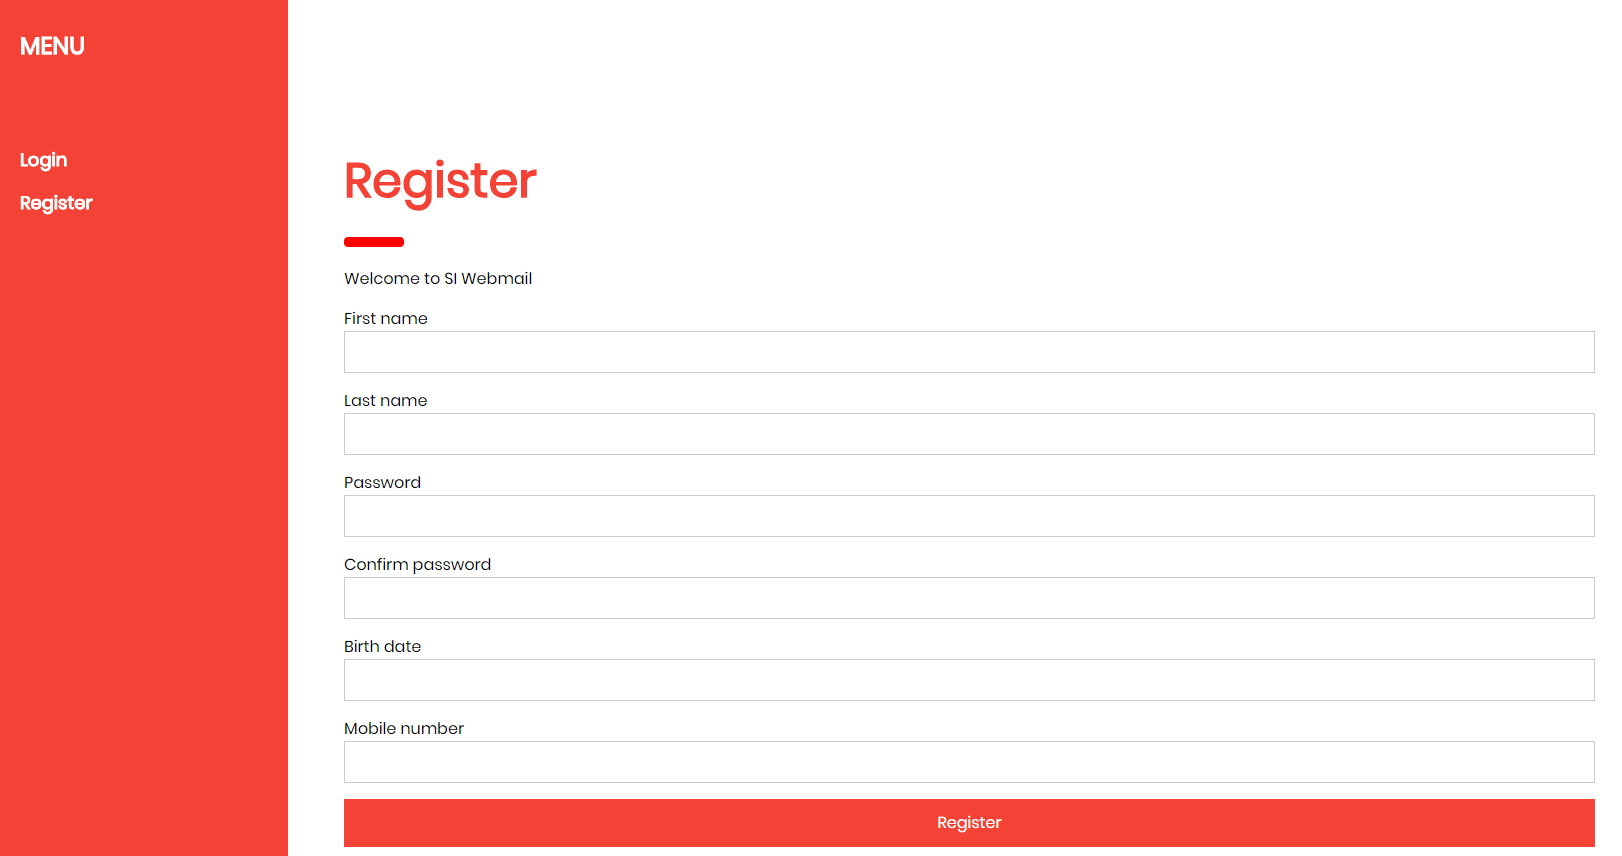 MENU
Login
Register
Register
Welcome to SI Webmail
First name
Last name
Password
Confirm password
Birth date
Mobile number
Register